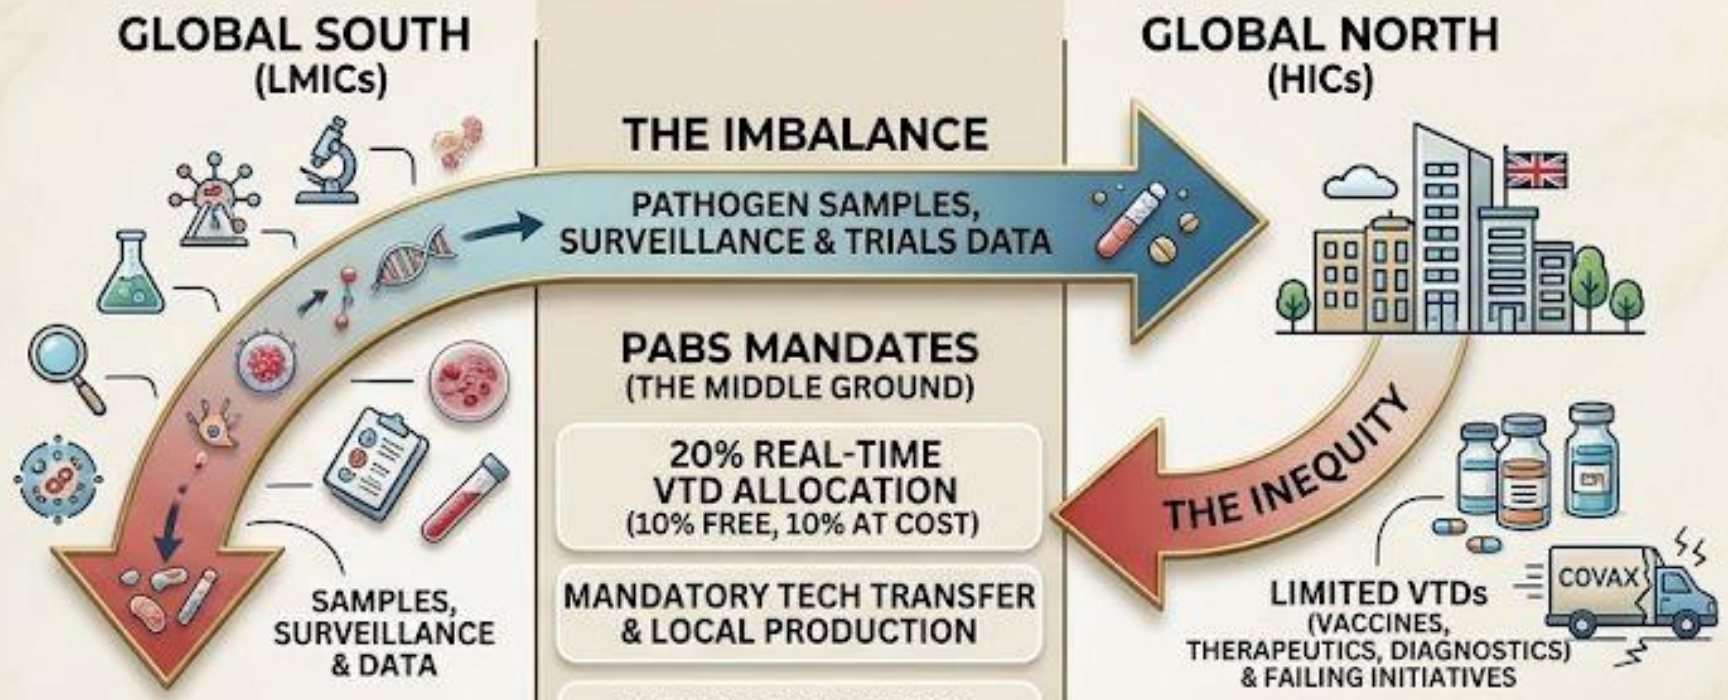 GLOBAL SOUTH
(LMICs)
THE IMBALANCE
PATHOGEN SAMPLES,
SURVEILLANCE & TRIALS DATA
GLOBAL NORTH
(HICs)
SAMPLES,
SURVEILLANCE
& DATA
PABS MANDATES
(THE MIDDLE GROUND)
20% REAL-TIME
VTD ALLOCATION
(10% FREE, 10% AT COST)
MANDATORY TECH TRANSFER
& LOCAL PRODUCTION
THE INEQUITY
COVAX
LIMITED VTDs
(VACCINES,
THERAPEUTICS, DIAGNOSTICS)
& FAILING INITIATIVES